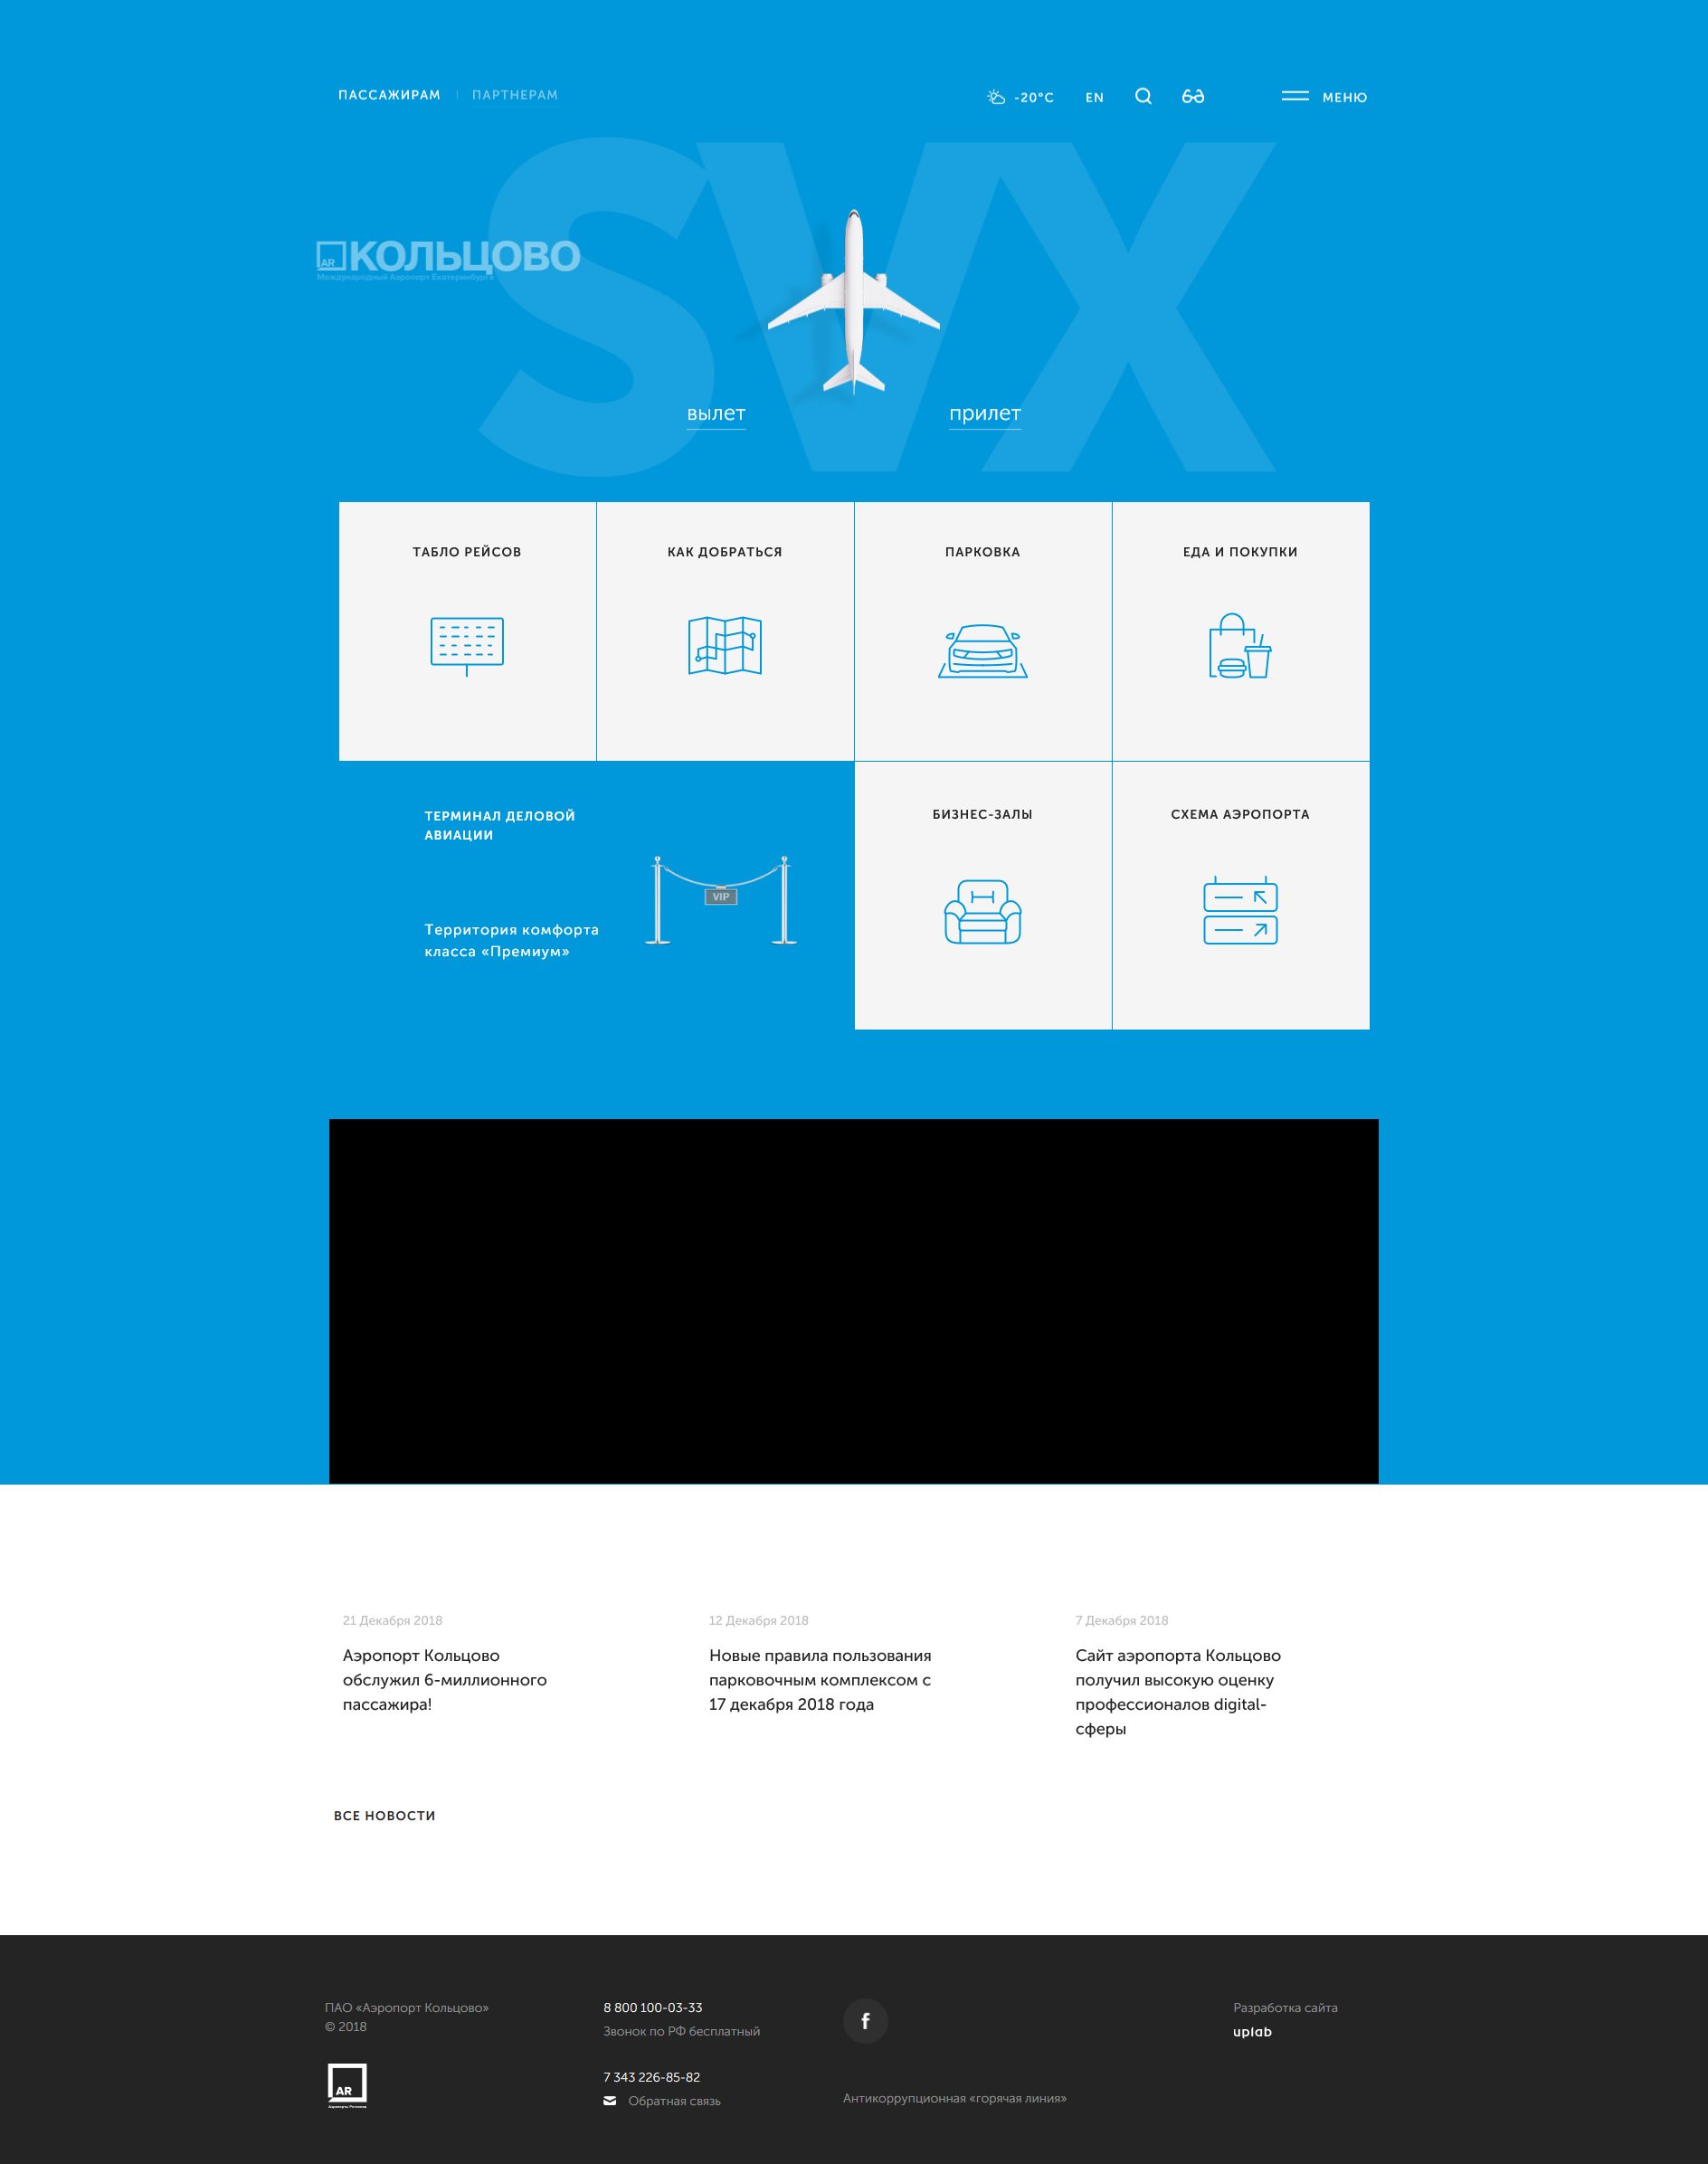 ПАССАЖИРАМ
ПАРТНЕРАМ
-20°C
EN
МЕНЮ
SVX
AR
КОЛЬЦОВО
Международный Аэропорт Екатеринбург
вылет
прилет
ТАБЛО РЕЙСОВ
КАК ДОБРАТЬСЯ
ПАРКОВКА
ЕДА И ПОКУПКИ
ТЕРМИНАЛ ДЕЛОВОЙ
АВИАЦИИ
VIP
Территория комфорта
класса «Премиум»
БИЗНЕС-ЗАЛЫ
СХЕМА АЭРОПОРТА
21 Декабря 2018
Аэропорт Кольцово
обслужил 6-миллионного
пассажира!
12 Декабря 2018
Новые правила пользования
парковочным комплексом с
17 декабря 2018 года
7 Декабря 2018
Сайт аэропорта Кольцово
получил высокую оценку
профессионалов digital-
сферы
ВСЕ НОВОСТИ
ПАО «Аэропорт Кольцово»
© 2018
AR
Аэропорты Регионов
8 800 100-03-33
Звонок по РФ бесплатный
7 343 226-85-82
Обратная связь
f
Антикоррупционная «горячая линия»
Разработка сайта
uplab